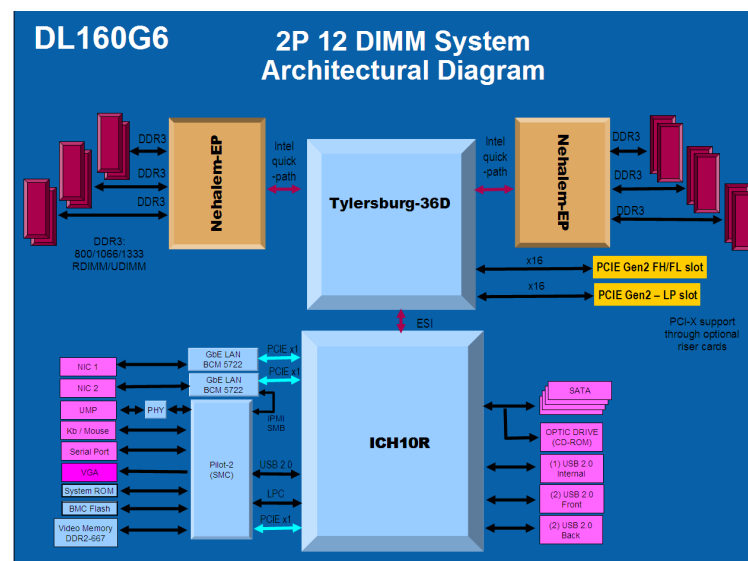 DL160G6
2P 12 DIMM System
Architectural Diagram
DDR3
DDR3
DDR3
Nehalem-EP
Intel
quick
-path
Tylersburg-36D
Intel
quick
-path
Nehalem-EP
DDR3
DDR3
DDR3
DDR3:
800/1066/1333
RDIMM/UDIMM
x16
PCIE Gen2 FH/FL slot
x16
PCIE Gen2 – LP slot
ESI
PCI-X support
through optional
riser cards
NIC 1
GbE LAN
BCM 5722
PCIE x1
NIC 2
GbE LAN
BCM 5722
PCIE x1
UMP
PHY
IPMI
SMB
Kb / Mouse
Serial Port
VGA
System ROM
BMC Flash
Video Memory
DDR2-667
Pilot-2
(SMC)
USB 2.0
LPC
PCIE x1
ICH10R
SATA
OPTIC DRIVE
(CD-ROM)
(1) USB 2.0
Internal
(2) USB 2.0
Front
(2) USB 2.0
Back